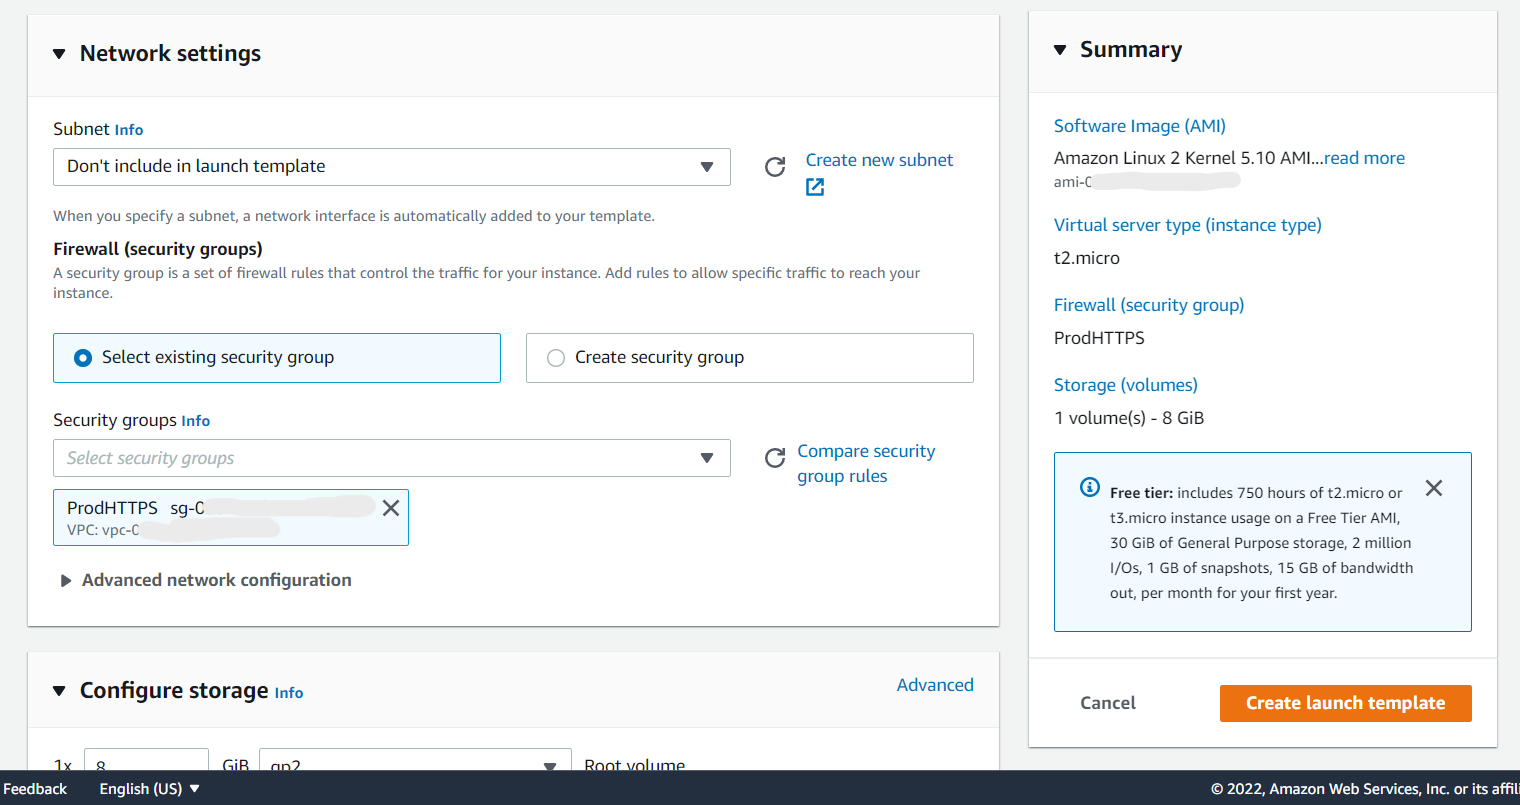 Network settings
Subnet Info
Don't include in launch template
Create new subnet
When you specify a subnet, a network interface is automatically added to your template.
Firewall (security groups)
A security group is a set of firewall rules that control the traffic for your instance. Add rules to allow specific traffic to reach your
instance.
Select existing security group
Create security group
Security groups Info
Select security groups
Compare security
group rules
ProdHTTPS sg-0
VPC: vpc-0
Advanced network configuration
Configure storage Info
Advanced
1x 8 GiB gp2 Root volume
Summary
Software Image (AMI)
Amazon Linux 2 Kernel 5.10 AMI...read more
ami-0
Virtual server type (instance type)
t2.micro
Firewall (security group)
ProdHTTPS
Storage (volumes)
1 volume(s) - 8 GiB
Free tier: includes 750 hours of t2.micro or
t3.micro instance usage on a Free Tier AMI,
30 GiB of General Purpose storage, 2 million
I/Os, 1 GB of snapshots, 15 GB of bandwidth
out, per month for your first year.
Cancel
Create launch template
Feedback
English (US)
© 2022, Amazon Web Services, Inc. or its affili